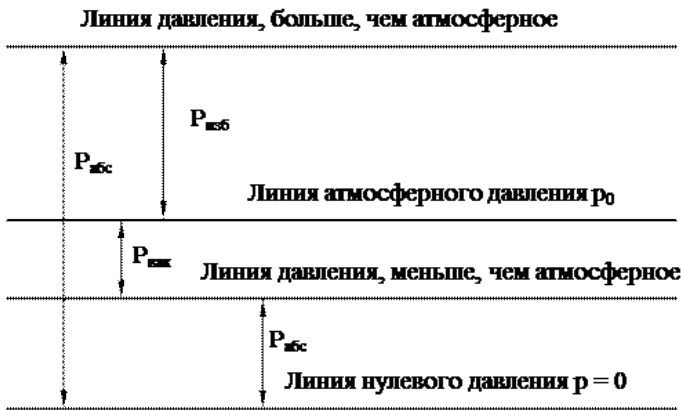 Линия давления, больше, чем атмосферное
Pизб
Pабс
Линия атмосферного давления p₀
Pвак
Линия давления, меньше, чем атмосферное
Pабс
Линия нулевого давления p = 0